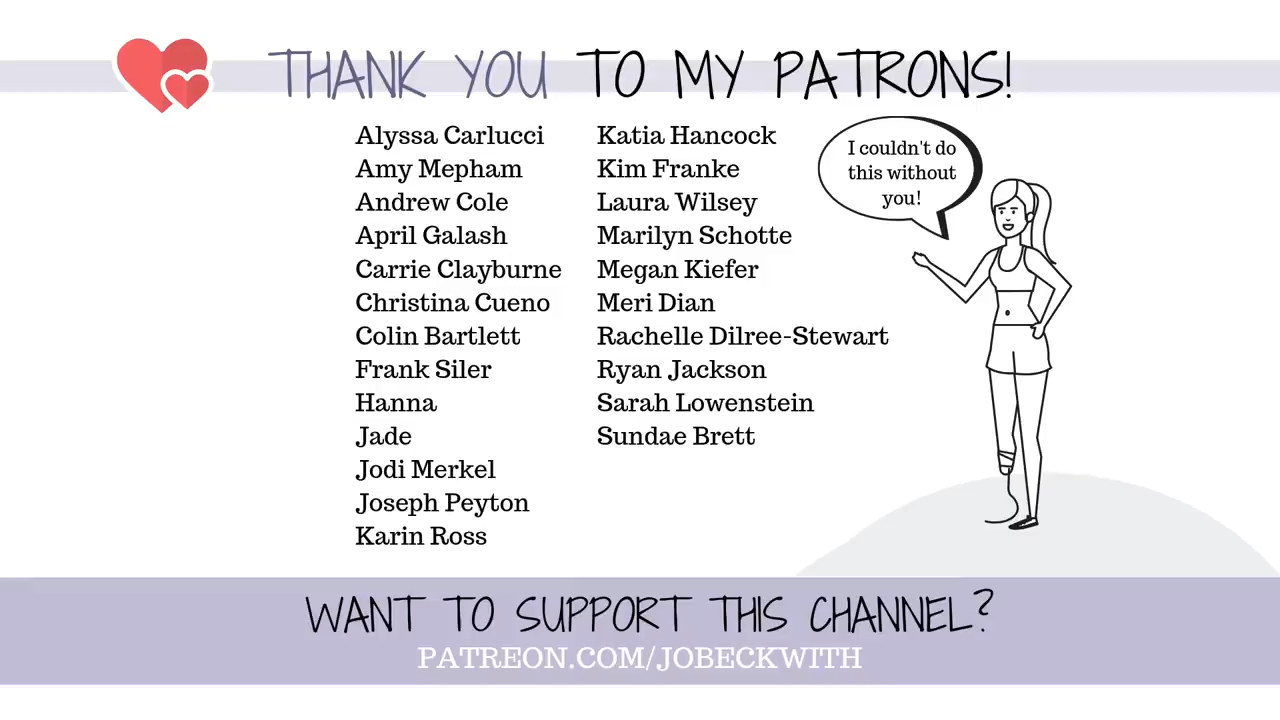 THANK YOU TO MY PATRONS!
Alyssa Carlucci
Amy Mepham
Andrew Cole
April Galash
Carrie Clayburne
Christina Cueno
Colin Bartlett
Frank Siler
Hanna
Jade
Jodi Merkel
Joseph Peyton
Karin Ross
Katia Hancock
Kim Franke
Laura Wilsey
Marilyn Schotte
Megan Kiefer
Meri Dian
Rachelle Dilree-Stewart
Ryan Jackson
Sarah Lowenstein
Sundae Brett
I couldn't do
this without
you!
WANT TO SUPPORT THIS CHANNEL?
PATREON.COM/JOBECKWITH